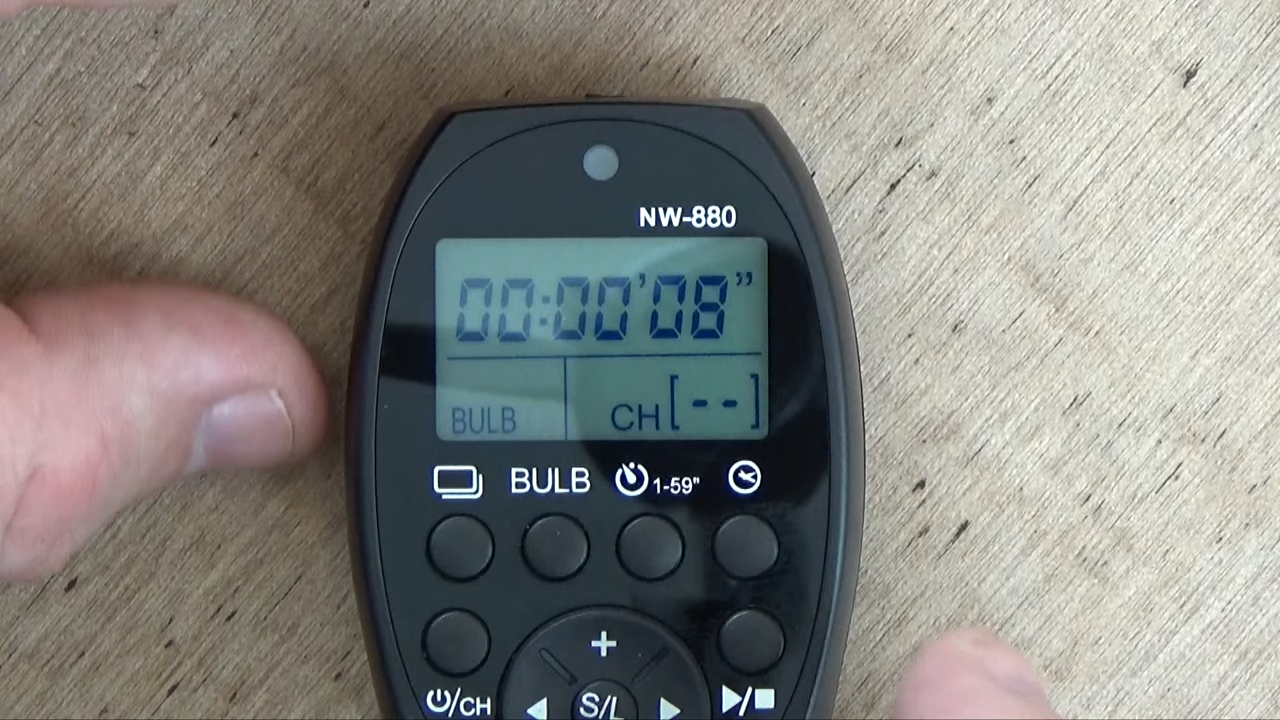 NW-880
00:00'08"
BULB CH [--]
BULB 1-59"
+
S/L
/CH